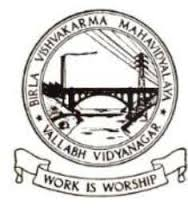 BIRLA VISHVAKARMA MAHAVIDYALAYA
VALLABH VIDYANAGAR
WORK IS WORSHIP